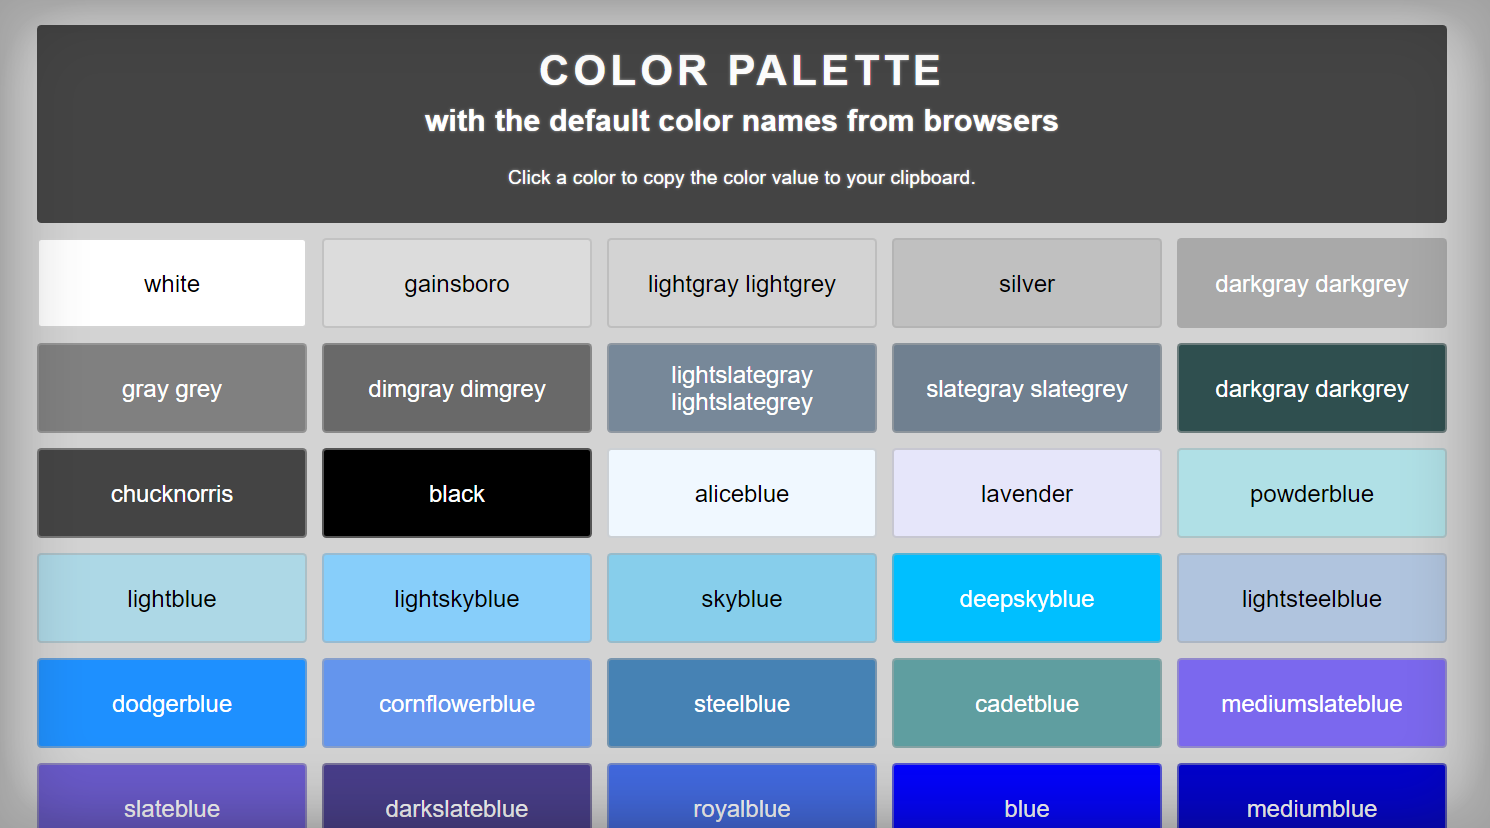 COLOR PALETTE
with the default color names from browsers
Click a color to copy the color value to your clipboard.
white
gainsboro
lightgray lightgrey
silver
darkgray darkgrey
gray grey
dimgray dimgrey
lightslategray
lightslategrey
slategray slategrey
darkgray darkgrey
chucknorris
black
aliceblue
lavender
powderblue
lightblue
lightskyblue
skyblue
deepskyblue
lightsteelblue
dodgerblue
cornflowerblue
steelblue
cadetblue
mediumslateblue
slateblue
darkslateblue
royalblue
blue
mediumblue